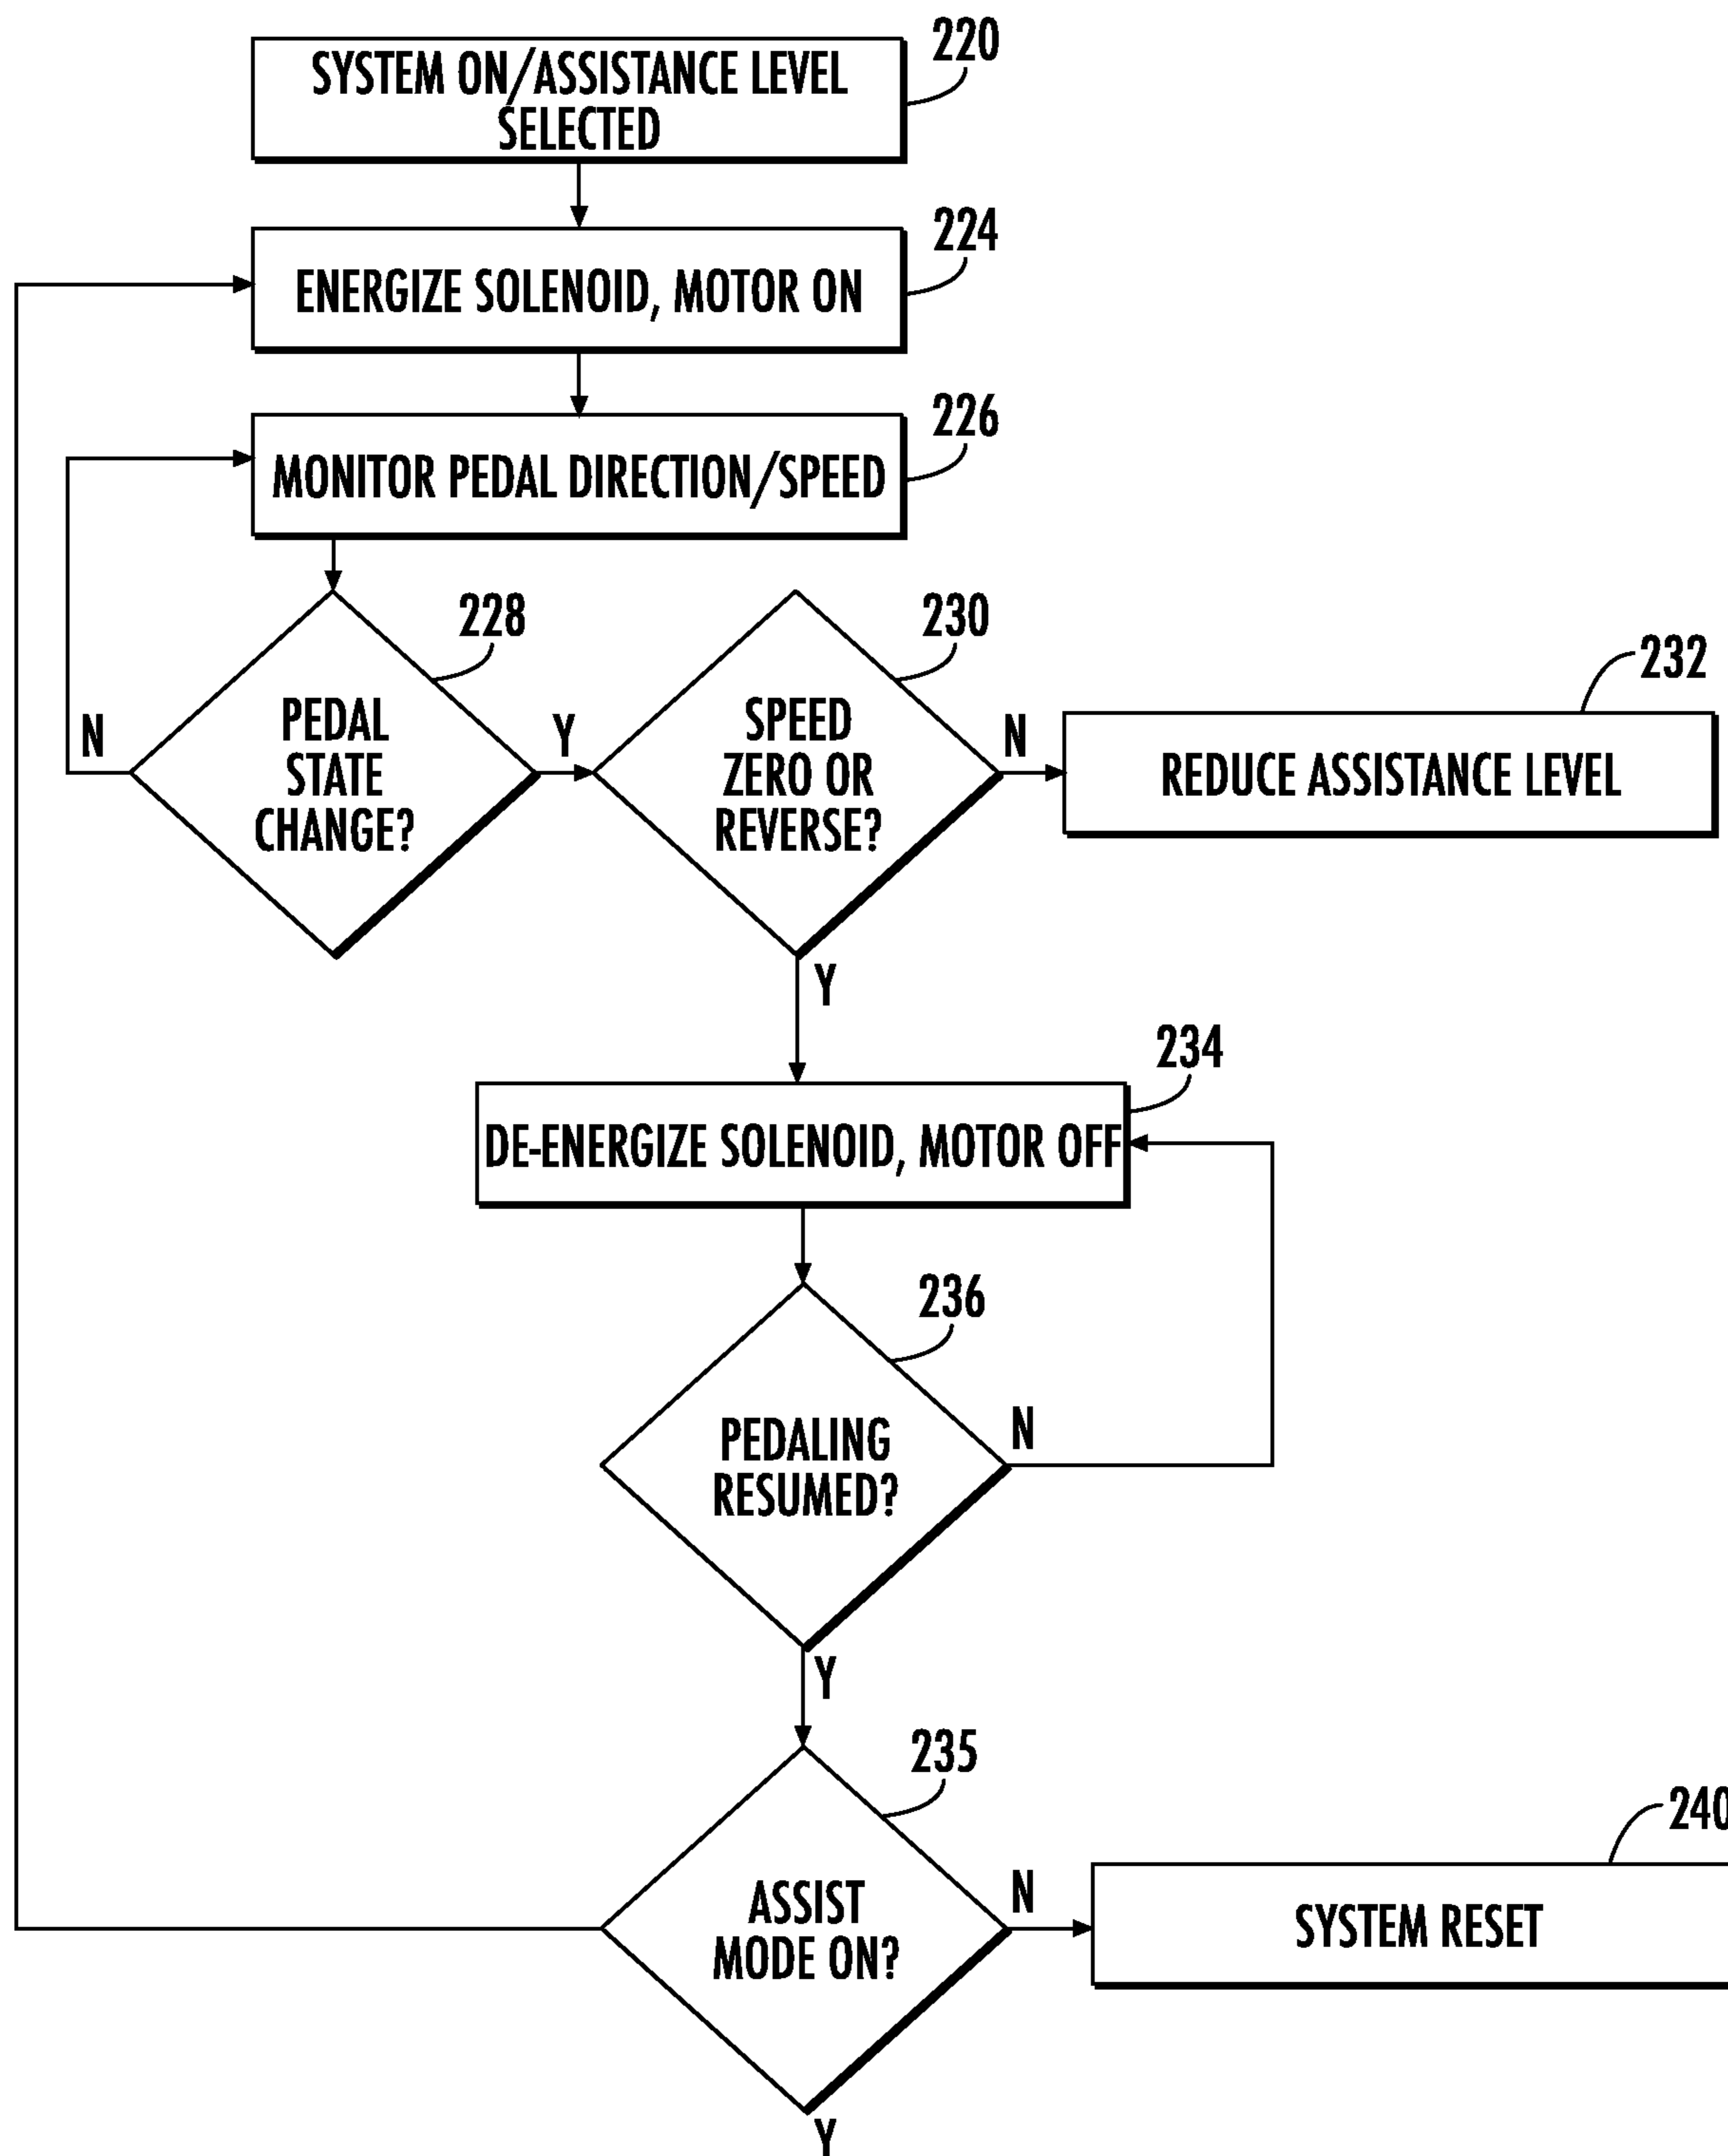 220
SYSTEM ON/ASSISTANCE LEVEL
SELECTED
224
ENERGIZE SOLENOID, MOTOR ON
226
MONITOR PEDAL DIRECTION/SPEED
228
230
232
PEDAL
STATE
CHANGE?
N
Y
SPEED
ZERO OR
REVERSE?
N
REDUCE ASSISTANCE LEVEL
Y
234
DE-ENERGIZE SOLENOID, MOTOR OFF
236
PEDALING
RESUMED?
N
Y
235
240
ASSIST
MODE ON?
N
SYSTEM RESET
Y